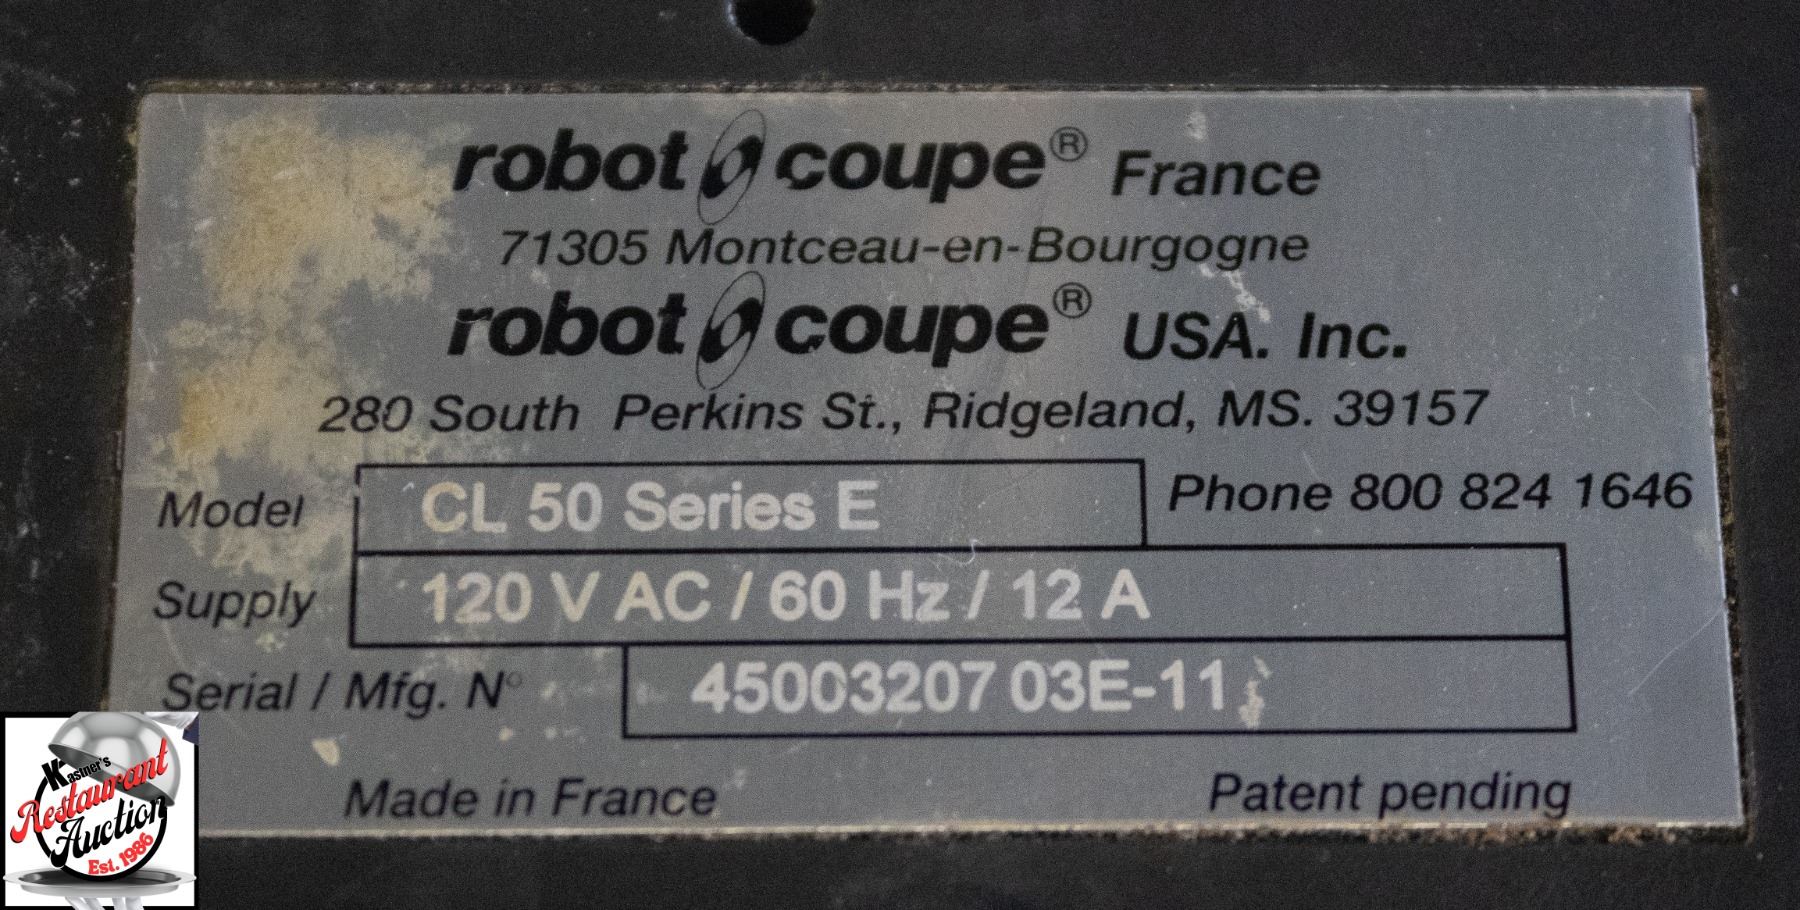 robot coupe® France
71305 Montceau-en-Bourgogne
robot coupe® USA. Inc.
280 South Perkins St., Ridgeland, MS. 39157
Model CL 50 Series E Phone 800 824 1646
Supply 120 V AC / 60 Hz / 12 A
Serial / Mfg. N° 45003207 03E-11
Made in France Patent pending
Kastner's
Restaurant
Auction
Est. 1986